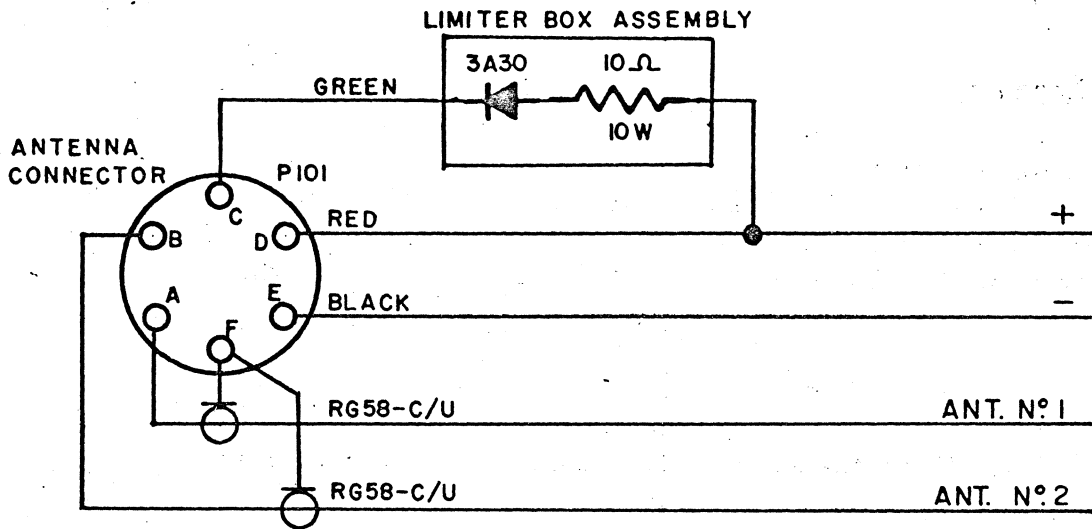 LIMITER BOX ASSEMBLY
3A30
10Ω
10W
GREEN
ANTENNA
CONNECTOR
P101
C
B
D
RED
+
A
E
BLACK
−
F
RG58-C/U
ANT. Nº. 1
RG58-C/U
ANT. Nº. 2